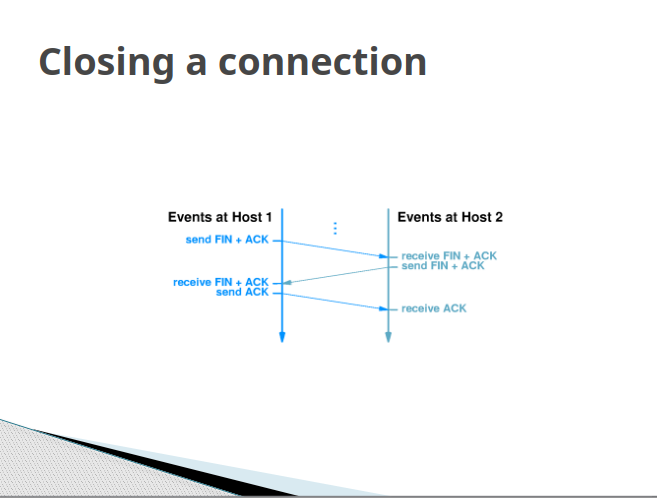 Closing a connection
Events at Host 1
Events at Host 2
send FIN + ACK
receive FIN + ACK
send FIN + ACK
receive FIN + ACK
send ACK
receive ACK